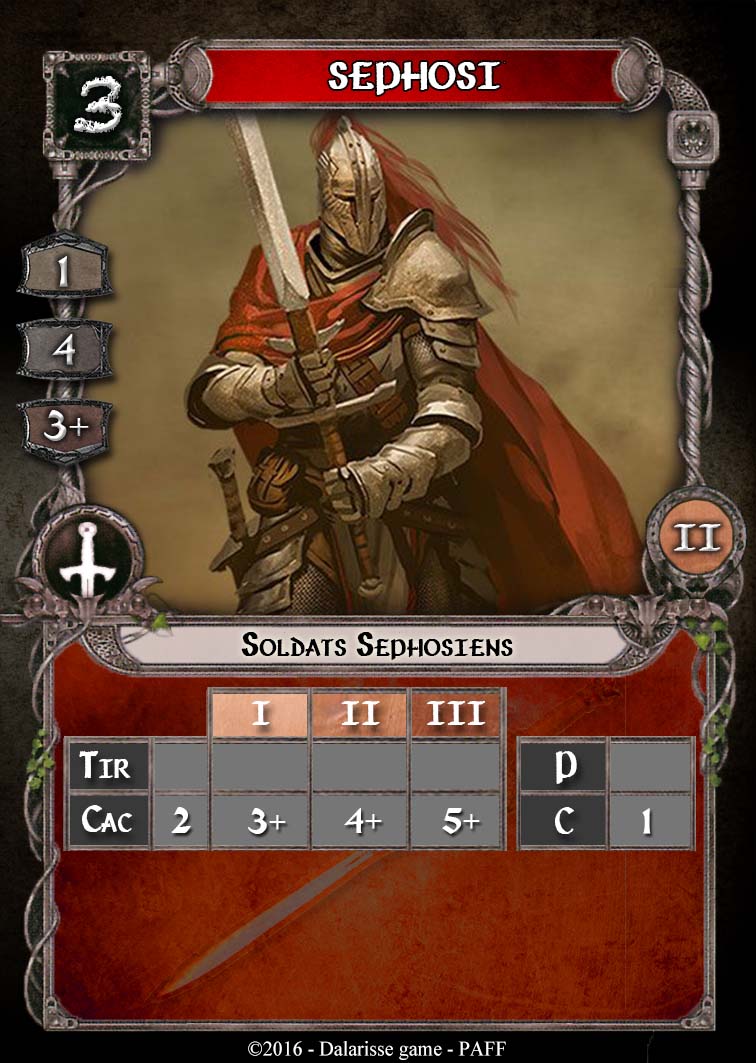 SEPHOSI
3
1
4
3+
II
Soldats Sephosiens
I II III
Tir P
Cac 2 3+ 4+ 5+ C 1
©2016 - Dalarisse game - PAFF